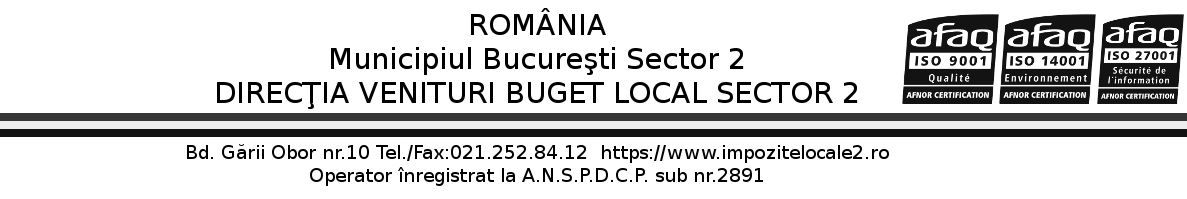 ROMÂNIA
Municipiul Bucureşti Sector 2
DIRECŢIA VENITURI BUGET LOCAL SECTOR 2
afaq
ISO 9001
Qualité
AFNOR CERTIFICATION
afaq
ISO 14001
Environnement
AFNOR CERTIFICATION
afaq
ISO 27001
Sécurité de
l'information
AFNOR CERTIFICATION
Bd. Gării Obor nr.10 Tel./Fax:021.252.84.12 https://www.impozitelocale2.ro
Operator înregistrat la A.N.S.P.D.C.P. sub nr.2891